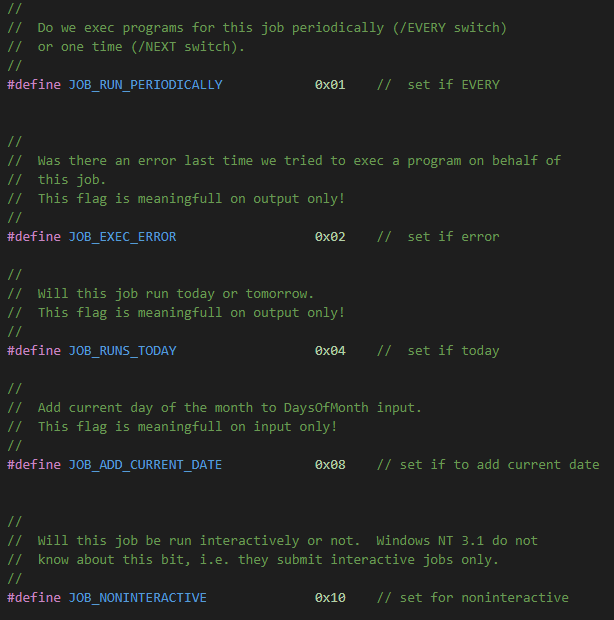 //
//  Do we exec programs for this job periodically (/EVERY switch)
//  or one time (/NEXT switch).
//
#define JOB_RUN_PERIODICALLY            0x01    //  set if EVERY
//
//  Was there an error last time we tried to exec a program on behalf of
//  this job.
//  This flag is meaningfull on output only!
//
#define JOB_EXEC_ERROR                  0x02    //  set if error
//
//  Will this job run today or tomorrow.
//  This flag is meaningfull on output only!
//
#define JOB_RUNS_TODAY                  0x04    //  set if today
//
//  Add current day of the month to DaysOfMonth input.
//  This flag is meaningfull on input only!
//
#define JOB_ADD_CURRENT_DATE            0x08    // set if to add current date
//
//  Will this job be run interactively or not.  Windows NT 3.1 do not
//  know about this bit, i.e. they submit interactive jobs only.
//
#define JOB_NONINTERACTIVE              0x10    // set for noninteractive